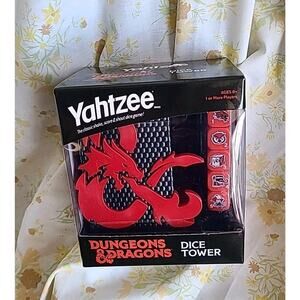 Yahtzee
The classic shake, score & shout dice game!
AGES 8+
1 or More Players
DUNGEONS & DRAGONS
DICE TOWER